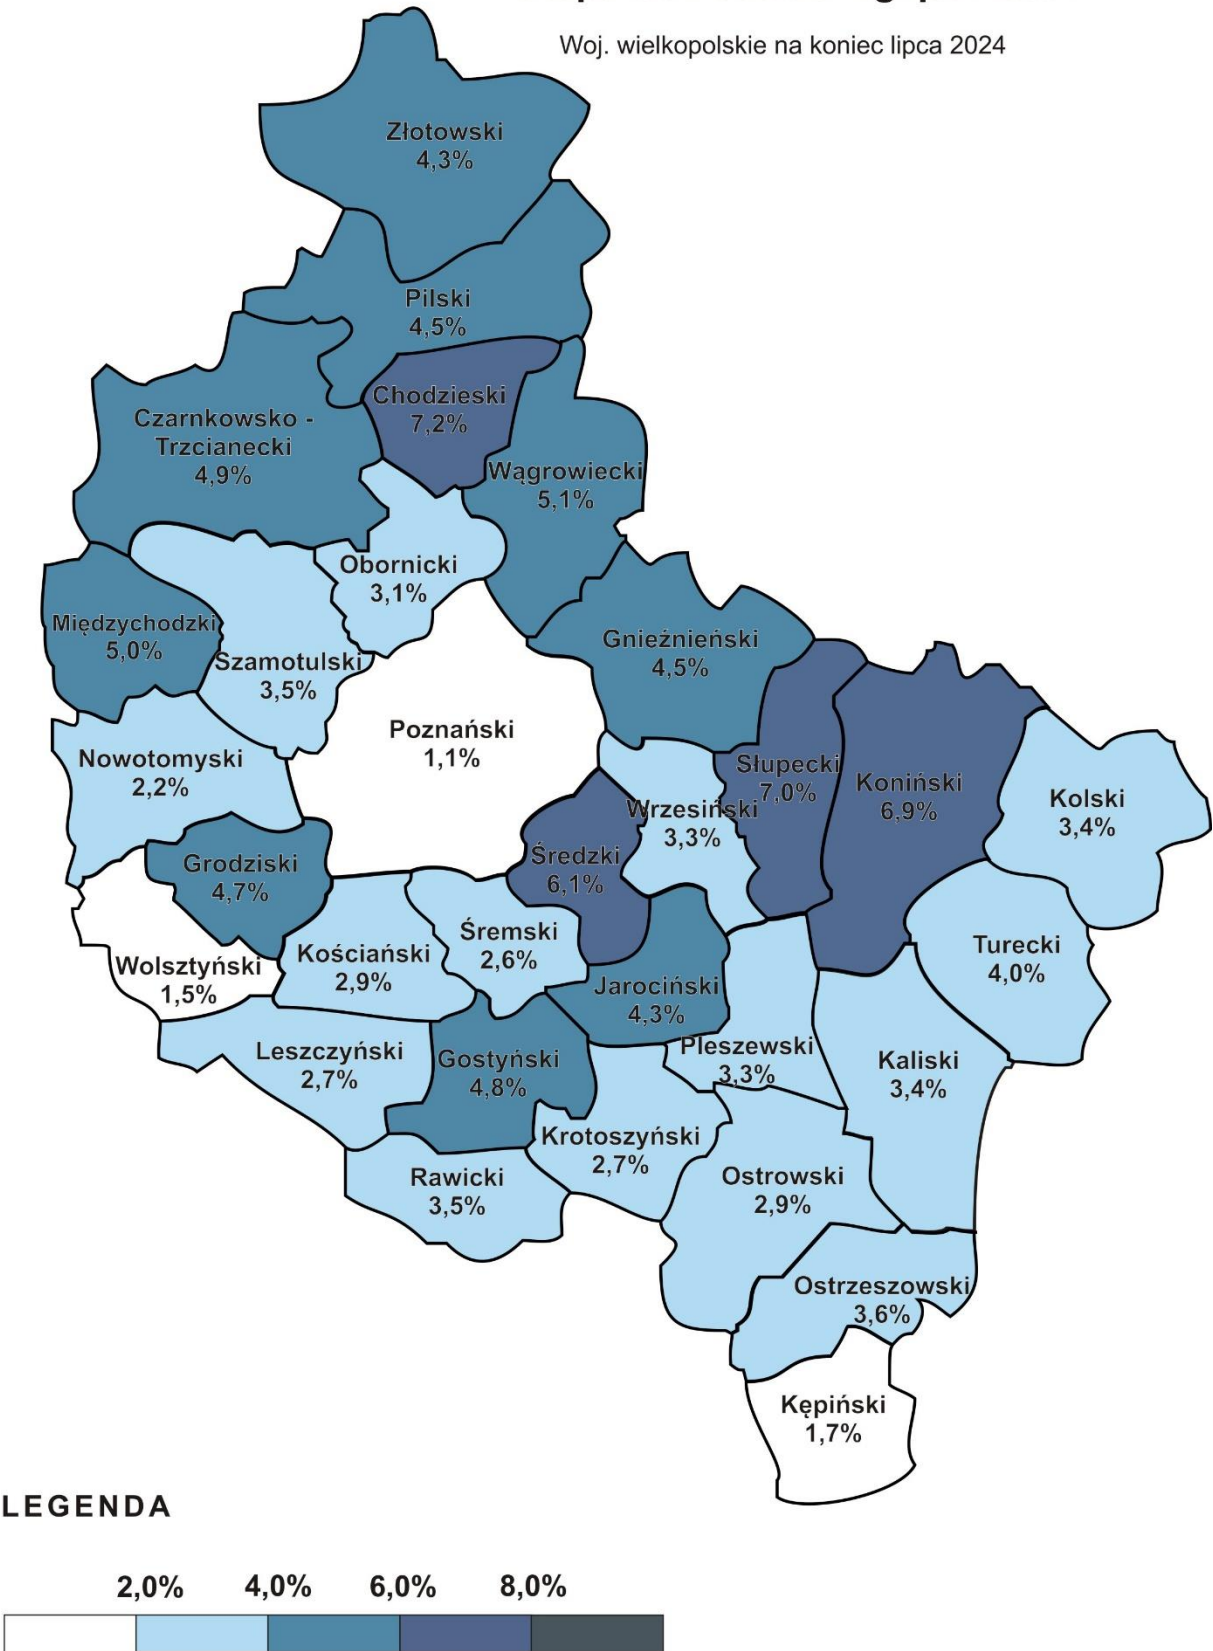 Woj. wielkopolskie na koniec lipca 2024
Złotowski
4,3%
Pilski
4,5%
Chodzieski
7,2%
Czarnkowsko -
Trzcianecki
4,9%
Wągrowiecki
5,1%
Obornicki
3,1%
Międzychodzki
5,0%
Szamotulski
3,5%
Gnieźnieński
4,5%
Poznański
1,1%
Nowotomyski
2,2%
Słupecki
7,0%
Koniński
6,9%
Kolski
3,4%
Wrzesiński
3,3%
Średzki
6,1%
Grodziski
4,7%
Śremski
2,6%
Kościański
2,9%
Turecki
4,0%
Wolsztyński
1,5%
Jarociński
4,3%
Leszczyński
2,7%
Gostyński
4,8%
Pleszewski
3,3%
Kaliski
3,4%
Krotoszyński
2,7%
Rawicki
3,5%
Ostrowski
2,9%
Ostrzeszowski
3,6%
Kępiński
1,7%
LEGENDA
2,0% 4,0% 6,0% 8,0%